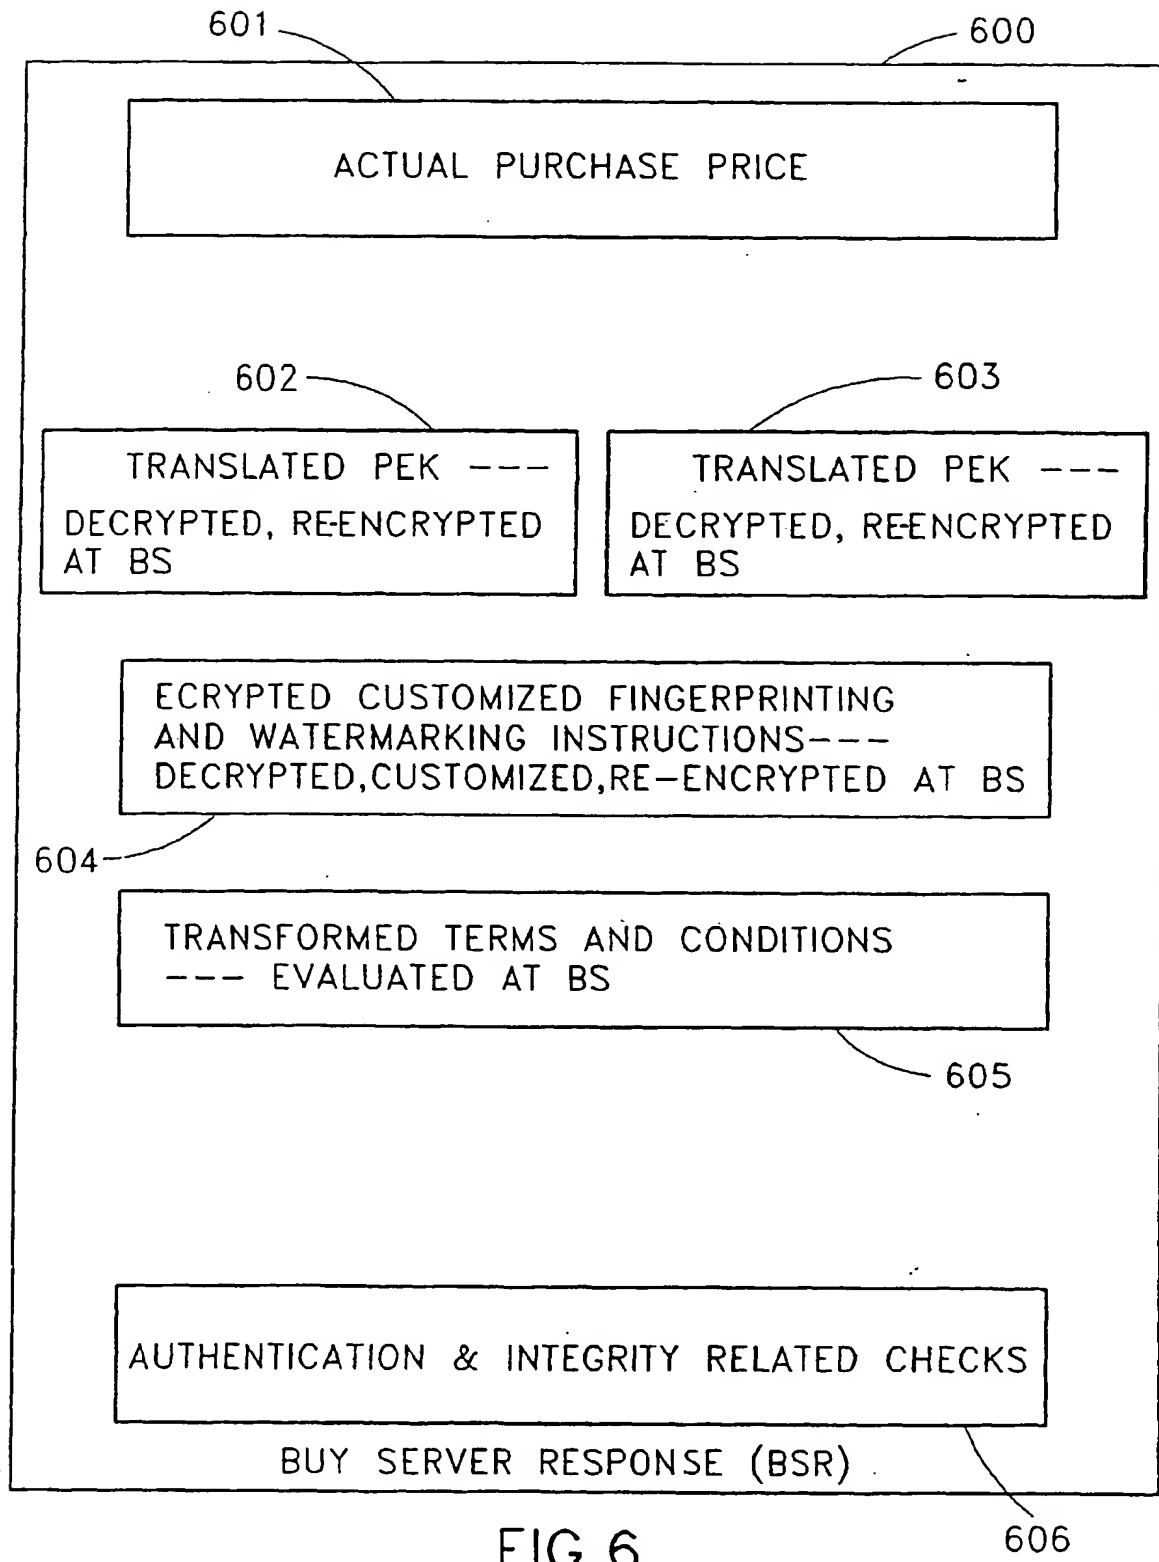 601
600
ACTUAL PURCHASE PRICE
602
603
TRANSLATED PEK ---
DECRYPTED, RE-ENCRYPTED
AT BS
TRANSLATED PEK ---
DECRYPTED, RE-ENCRYPTED
AT BS
ECRYPTED CUSTOMIZED FINGERPRINTING
AND WATERMARKING INSTRUCTIONS---
DECRYPTED,CUSTOMIZED,RE-ENCRYPTED AT BS
604
TRANSFORMED TERMS AND CONDITIONS
--- EVALUATED AT BS
605
AUTHENTICATION & INTEGRITY RELATED CHECKS
BUY SERVER RESPONSE (BSR)
606
FIG.6